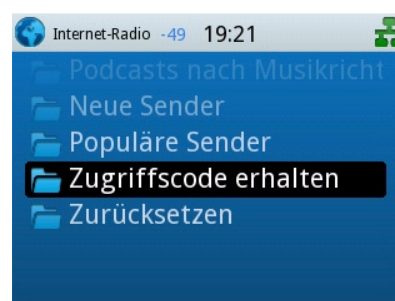 Internet-Radio -49 19:21
Podcasts nach Musikricht
Neue Sender
Populäre Sender
Zugriffscode erhalten
Zurücksetzen